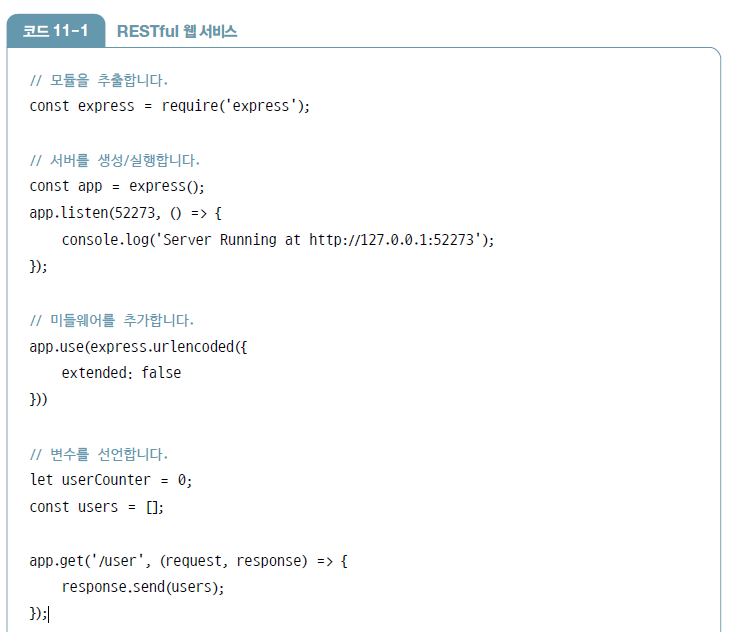 코드 11-1 RESTful 웹 서비스
// 모듈을 추출합니다.
const express = require('express');
// 서버를 생성/실행합니다.
const app = express();
app.listen(52273, () => {
    console.log('Server Running at http://127.0.0.1:52273');
});
// 미들웨어를 추가합니다.
app.use(express.urlencoded({
    extended: false
}))
// 변수를 선언합니다.
let userCounter = 0;
const users = [];
app.get('/user', (request, response) => {
    response.send(users);
});